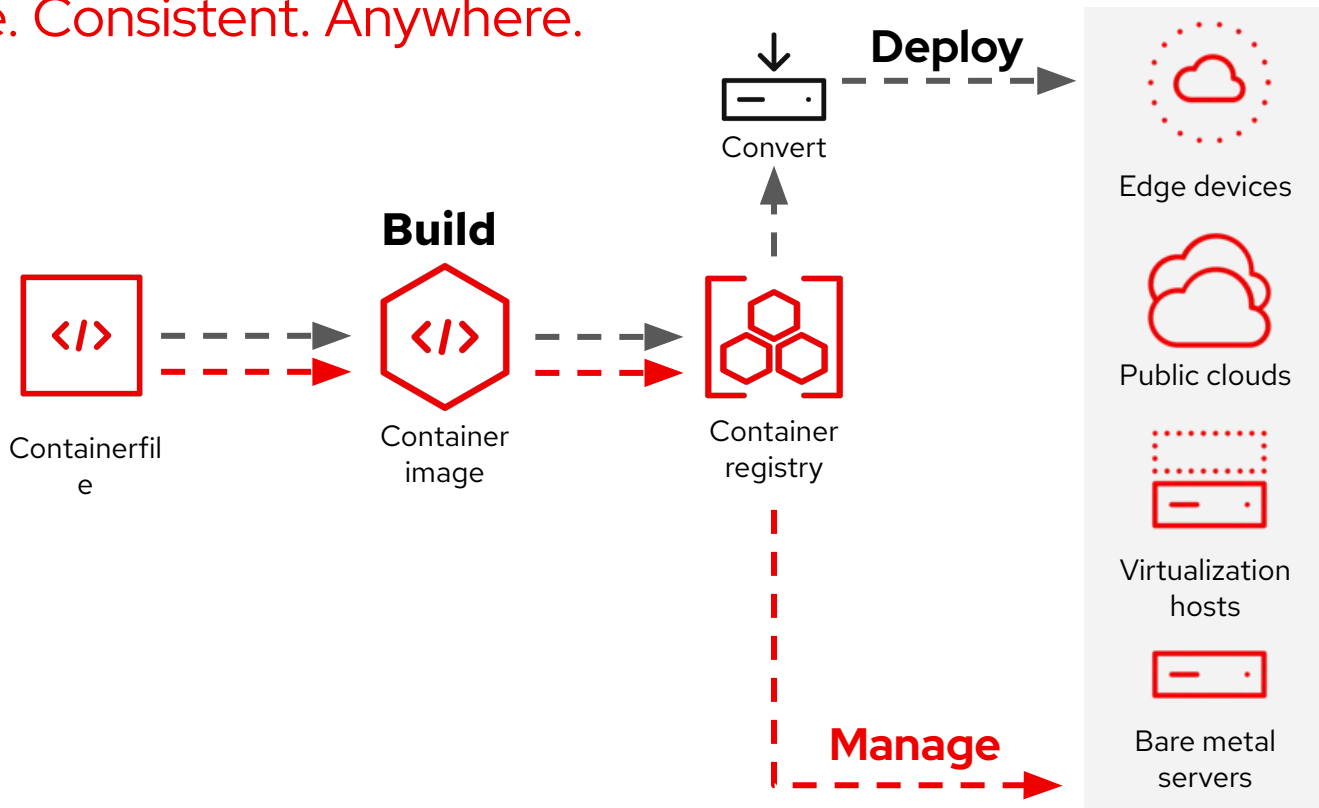 e. Consistent. Anywhere.
Deploy
Convert
Edge devices
Build
</>
</>
Containerfil
e
Container
image
Container
registry
Public clouds
Virtualization
hosts
Manage
Bare metal
servers